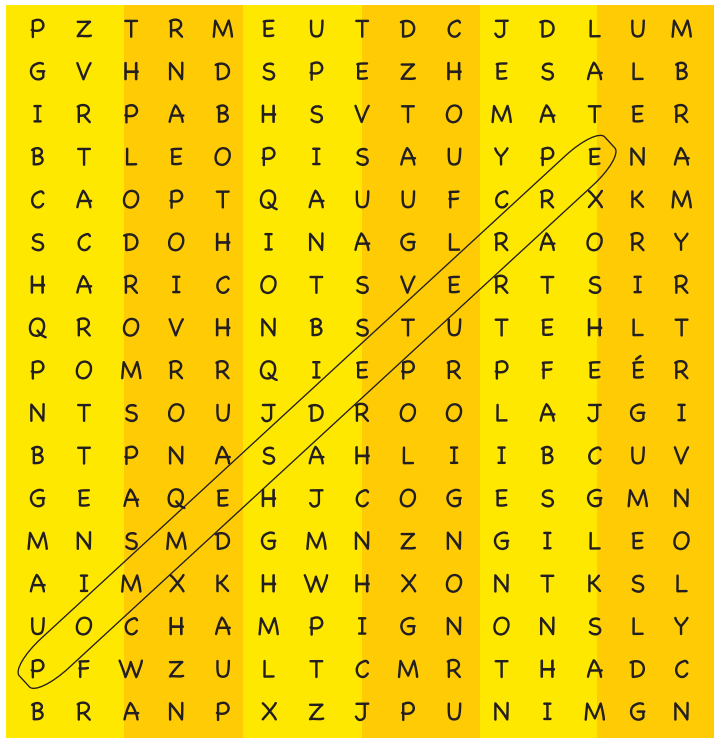 P Z T R M E U T D C J D L U M
G V H N D S P E Z H E S A L B
I R P A B H S V T O M A T E R
B T L E O P I S A U Y P E N A
C A O P T Q A U U F C R X K M
S C D O H I N A G L R A O R Y
H A R I C O T S V E R T S I R
Q R O V H N B S T U T E H L T
P O M R R Q I E P R P F E É R
N T S O U J D R O O L A J G I
B T P N A S A H L I I B C U V
G E A Q E H J C O G E S G M N
M N S M D G M N Z N G I L E O
A I M X K H W H X O N T K S L
U O C H A M P I G N O N S L Y
P F W Z U L T C M R T H A D C
B R A N P X Z J P U N I M G N